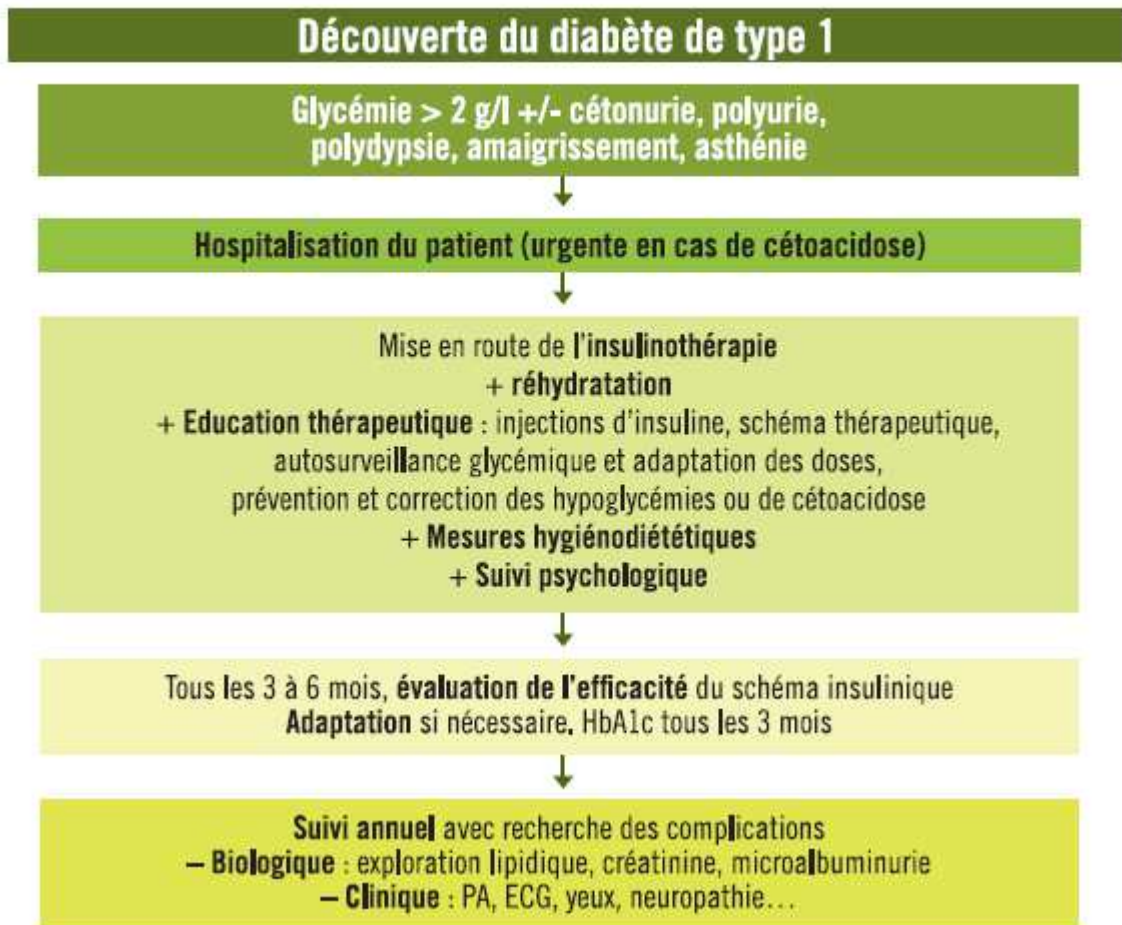 Découverte du diabète de type 1
Glycémie > 2 g/l +/- cétonurie, polyurie,
polydypsie, amaigrissement, asthénie
Hospitalisation du patient (urgente en cas de cétoacidose)
Mise en route de l'insulinothérapie
+ réhydratation
+ Education thérapeutique : injections d'insuline, schéma thérapeutique,
autosurveillance glycémique et adaptation des doses,
prévention et correction des hypoglycémies ou de cétoacidose
+ Mesures hygiénodiététiques
+ Suivi psychologique
Tous les 3 à 6 mois, évaluation de l'efficacité du schéma insulinique
Adaptation si nécessaire. HbA1c tous les 3 mois
Suivi annuel avec recherche des complications
– Biologique : exploration lipidique, créatinine, microalbuminurie
– Clinique : PA, ECG, yeux, neuropathie...